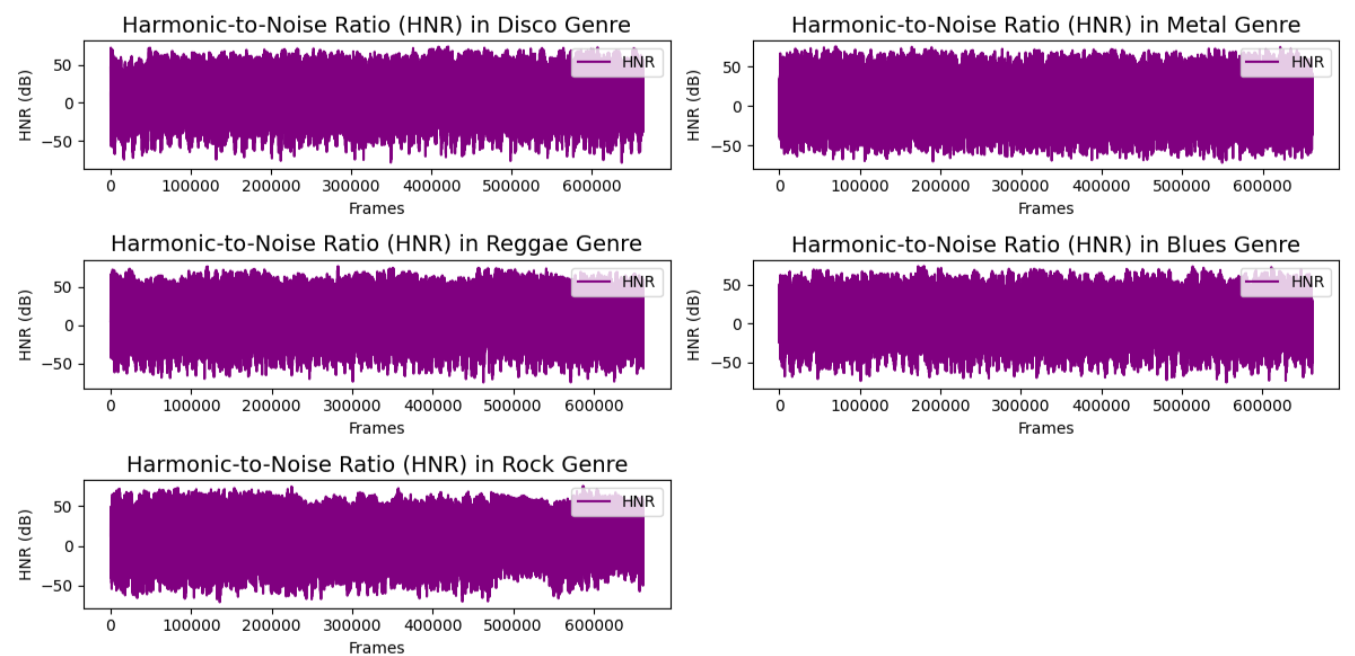 Harmonic-to-Noise Ratio (HNR) in Disco Genre
HNR (dB)
50
0
−50
HNR
0 100000 200000 300000 400000 500000 600000
Frames
Harmonic-to-Noise Ratio (HNR) in Metal Genre
HNR (dB)
50
0
−50
HNR
0 100000 200000 300000 400000 500000 600000
Frames
Harmonic-to-Noise Ratio (HNR) in Reggae Genre
HNR (dB)
50
0
−50
HNR
0 100000 200000 300000 400000 500000 600000
Frames
Harmonic-to-Noise Ratio (HNR) in Blues Genre
HNR (dB)
50
0
−50
HNR
0 100000 200000 300000 400000 500000 600000
Frames
Harmonic-to-Noise Ratio (HNR) in Rock Genre
HNR (dB)
50
0
−50
HNR
0 100000 200000 300000 400000 500000 600000
Frames